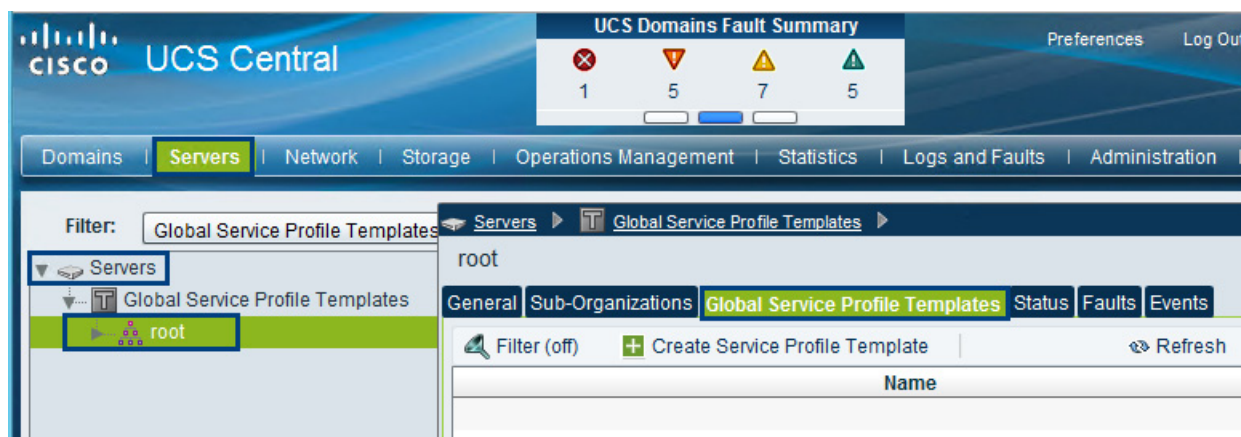 UCS Domains Fault Summary
CISCO UCS Central
Preferences Log Out
1 5 7 5
Domains | Servers | Network | Storage | Operations Management | Statistics | Logs and Faults | Administration
Filter: Global Service Profile Templates
Servers Global Service Profile Templates
Servers
root
Global Service Profile Templates
General Sub-Organizations Global Service Profile Templates Status Faults Events
root
Filter (off) Create Service Profile Template Refresh
Name